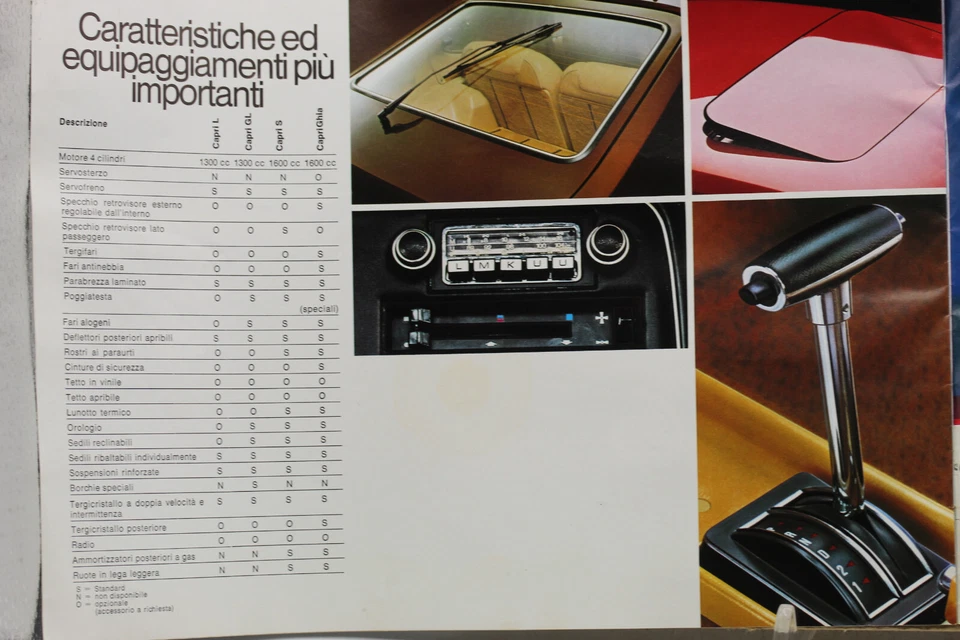 Caratteristiche ed
equipaggiamenti più
importanti
Descrizione Capri L Capri GL Capri S Capri Ghia
Motore 4 cilindri 1300 cc 1300 cc 1600 cc 1600 cc
Servosterzo N N N O
Servofreno S S S S
Specchio retrovisore esterno
regolabile dall'interno O O O S
Specchio retrovisore lato
passeggero O O S O
Tergifari O O O S
Fari antinebbia O O O S
Parabrezza laminato S S S S
Poggiatesta O S S S
(speciali)
Fari alogeni O S S S
Deflettori posteriori apribili S S S S
Rostri ai paraurti O O S S
Cinture di sicurezza O O O S
Tetto in vinile O O O O
Tetto apribile O O O O
Lunotto termico O O S S
Orologio O S S S
Sedili reclinabili O S S S
Sedili ribaltabili individualmente S S S S
Sospensioni rinforzate S S S S
Borchie speciali N S N N
Tergicristallo a doppia velocità e
intermittenza S S S S
Tergicristallo posteriore O O O S
Radio O O O O
Ammortizzatori posteriori a gas N N S S
Ruote in lega leggera N N S S
S = Standard
N = non disponibile
O = opzionale
(accessorio a richiesta)
L M K U U
R N D 2 1